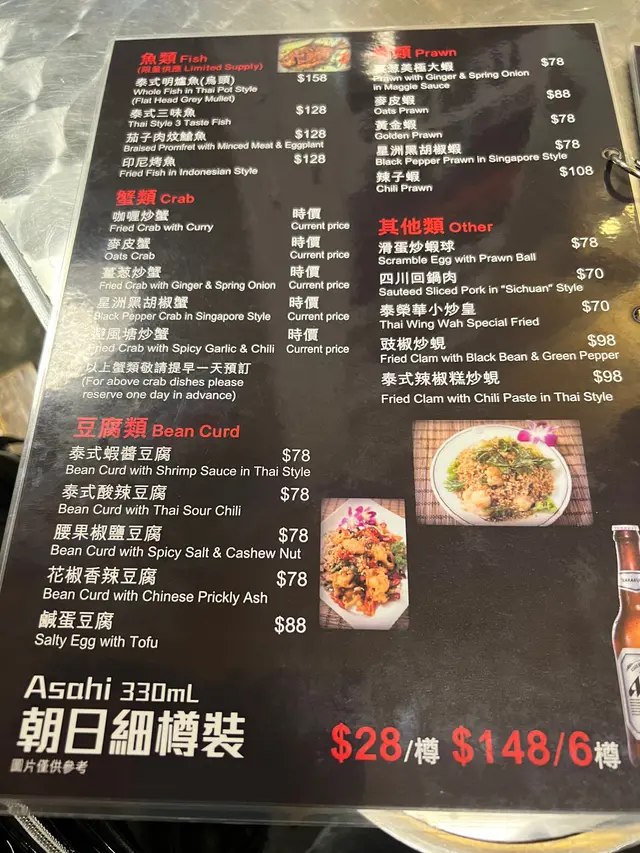 魚類 Fish
(限量供應 Limited Supply)
泰式明爐魚(烏頭) $158
Whole Fish in Thai Pot Style
(Flat Head Grey Mullet)
泰式三味魚 $128
Thai Style 3 Taste Fish
茄子肉炆鱠魚 $128
Braised Promfret with Minced Meat & Eggplant
印尼烤魚 $128
Fried Fish in Indonesian Style
蟹類 Crab
咖喱炒蟹 時價
Fried Crab with Curry Current price
麥皮蟹 時價
Oats Crab Current price
薑葱炒蟹 時價
Fried Crab with Ginger & Spring Onion Current price
星洲黑胡椒蟹 時價
Black Pepper Crab in Singapore Style Current price
避風塘炒蟹 時價
Fried Crab with Spicy Garlic & Chili Current price
以上蟹類敬請提早一天預訂
(For above crab dishes please
reserve one day in advance)
豆腐類 Bean Curd
泰式蝦醬豆腐 $78
Bean Curd with Shrimp Sauce in Thai Style
泰式酸辣豆腐 $78
Bean Curd with Thai Sour Chili
腰果椒鹽豆腐 $78
Bean Curd with Spicy Salt & Cashew Nut
花椒香辣豆腐 $78
Bean Curd with Chinese Prickly Ash
鹹蛋豆腐 $88
Salty Egg with Tofu
類 Prawn
葱美極大蝦 $78
Prawn with Ginger & Spring Onion
in Maggie Sauce
麥皮蝦 $88
Oats Prawn
黃金蝦 $78
Golden Prawn
星洲黑胡椒蝦 $78
Black Pepper Prawn in Singapore Style
辣子蝦 $108
Chili Prawn
其他類 Other
滑蛋炒蝦球 $78
Scramble Egg with Prawn Ball
四川回鍋肉 $70
Sauteed Sliced Pork in "Sichuan" Style
泰榮華小炒皇 $70
Thai Wing Wah Special Fried
豉椒炒蜆 $98
Fried Clam with Black Bean & Green Pepper
泰式辣椒糕炒蜆 $98
Fried Clam with Chili Paste in Thai Style
Asahi 330mL
朝日細樽裝
圖片僅供參考
$28/樽 $148/6樽